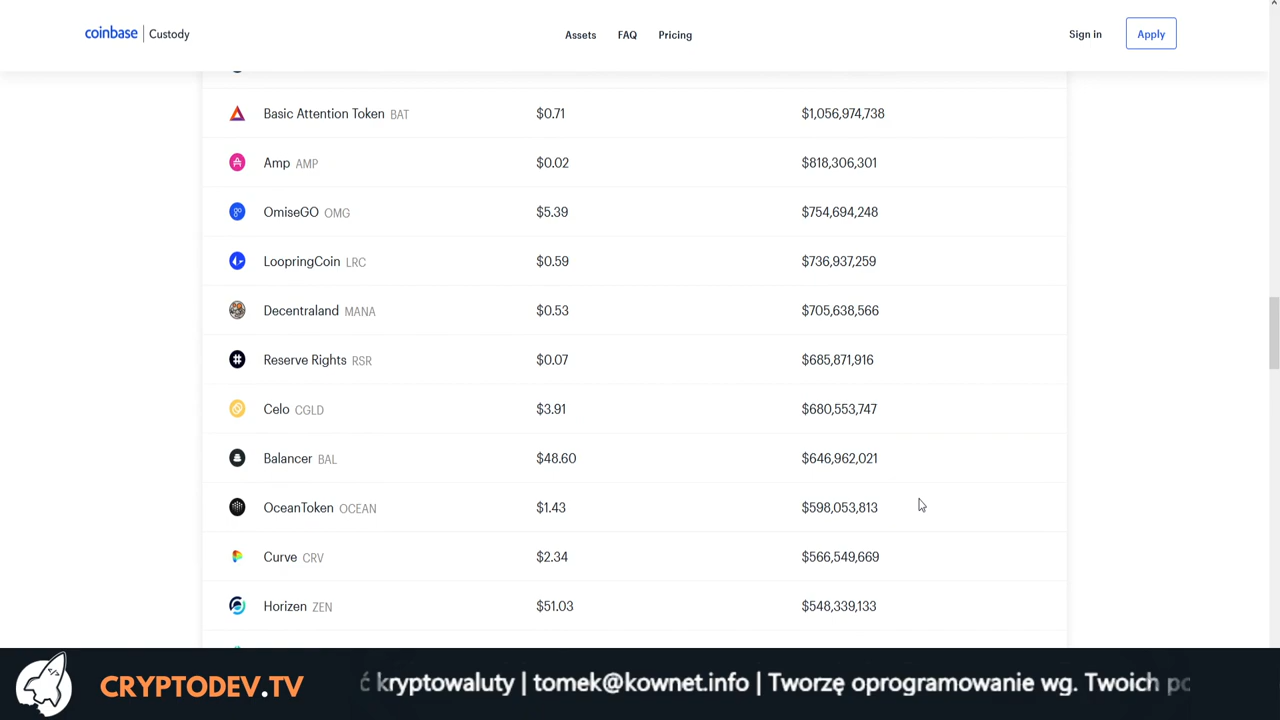 coinbase | Custody Assets FAQ Pricing Sign in Apply
Basic Attention Token BAT $0.71 $1,056,974,738
Amp AMP $0.02 $818,306,301
OmiseGO OMG $5.39 $754,694,248
LoopringCoin LRC $0.59 $736,937,259
Decentraland MANA $0.53 $705,638,566
Reserve Rights RSR $0.07 $685,871,916
Celo CGLD $3.91 $680,553,747
Balancer BAL $48.60 $646,962,021
OceanToken OCEAN $1.43 $598,053,813
Curve CRV $2.34 $566,549,669
Horizen ZEN $51.03 $548,339,133
CRYPTODEV.TV ć kryptowaluty | tomek@kownet.info | Tworzę oprogramowanie wg. Twoich po